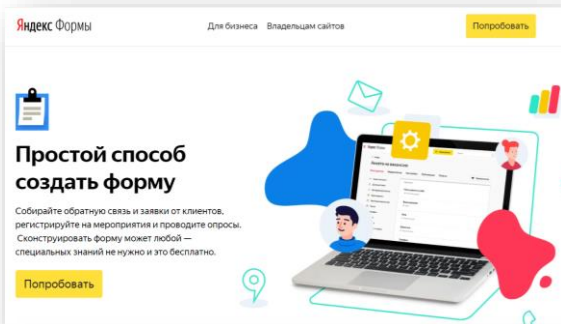 Яндекс Формы
Для бизнеса Владельцам сайтов
Попробовать
Простой способ
создать форму
Собирайте обратную связь и заявки от клиентов,
регистрируйте на мероприятия и проводите опросы.
Сконструировать форму может любой —
специальных знаний не нужно и это бесплатно.
Попробовать